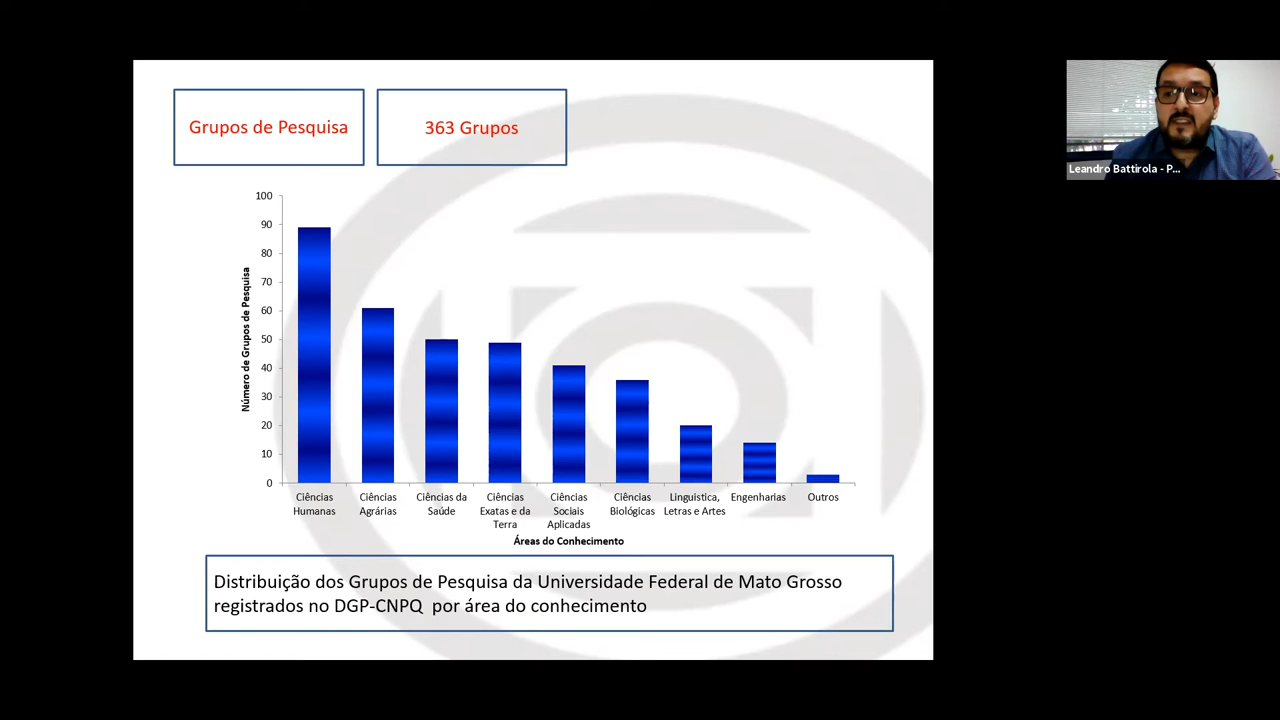 Grupos de Pesquisa
363 Grupos
Leandro Battirola - P...
100
90
80
70
60
50
40
30
20
10
0
Número de Grupos de Pesquisa
Ciências
Humanas
Ciências
Agrárias
Ciências da
Saúde
Ciências
Exatas e da
Terra
Ciências
Sociais
Aplicadas
Ciências
Biológicas
Linguistica,
Letras e Artes
Engenharias
Outros
Áreas do Conhecimento
Distribuição dos Grupos de Pesquisa da Universidade Federal de Mato Grosso
registrados no DGP-CNPQ por área do conhecimento